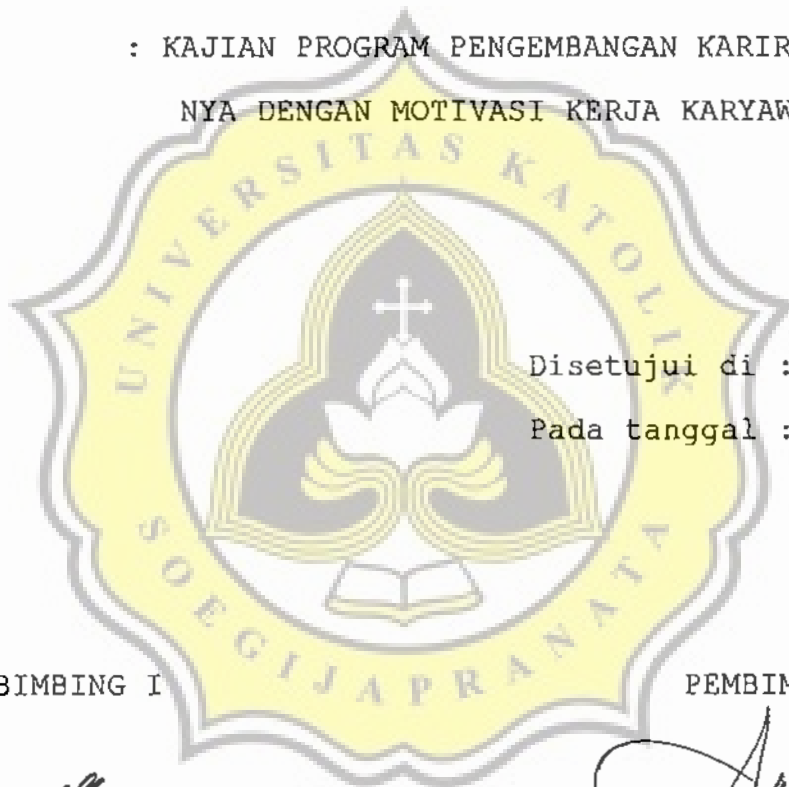 : KAJIAN PROGRAM PENGEMBANGAN KARIR
NYA DENGAN MOTIVASI KERJA KARYAW
UNIVERSITAS KATOLIK
Disetujui di :
Pada tanggal :
SOEGIJAPRANATA
BIMBING I
PEMBIM